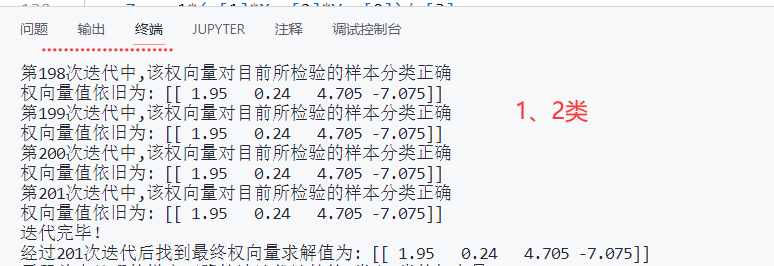 问题 输出 终端 JUPYTER 注释 调试控制台
第198次迭代中,该权向量对目前所检验的样本分类正确
权向量值依旧为: [[ 1.95 0.24 4.705 -7.075]]
第199次迭代中,该权向量对目前所检验的样本分类正确
1、2类
权向量值依旧为: [[ 1.95 0.24 4.705 -7.075]]
第200次迭代中,该权向量对目前所检验的样本分类正确
权向量值依旧为: [[ 1.95 0.24 4.705 -7.075]]
第201次迭代中,该权向量对目前所检验的样本分类正确
权向量值依旧为: [[ 1.95 0.24 4.705 -7.075]]
迭代完毕!
经过201次迭代后找到最终权向量求解值为: [[ 1.95 0.24 4.705 -7.075]]